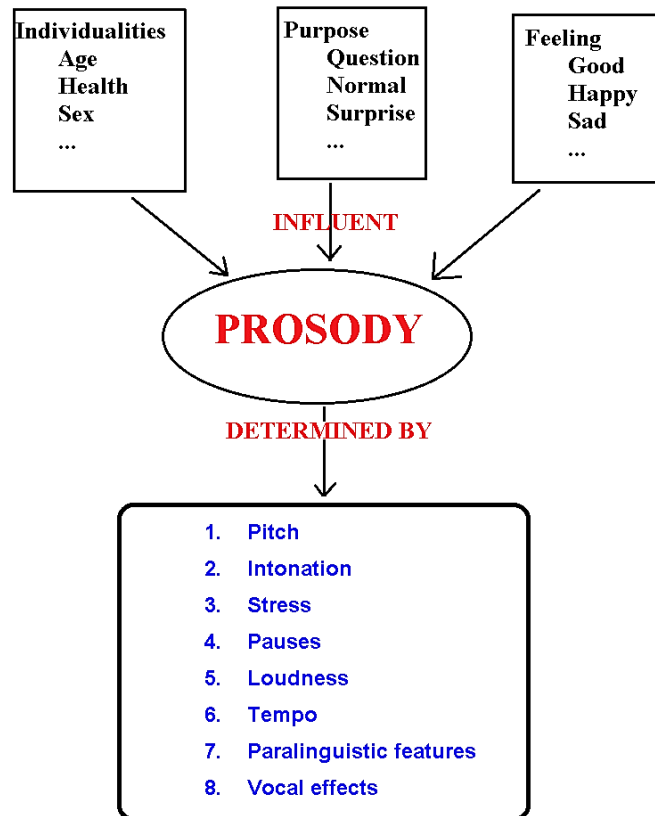 Individualities
Age
Health
Sex
...
Purpose
Question
Normal
Surprise
...
Feeling
Good
Happy
Sad
...
INFLUENT
PROSODY
DETERMINED BY
1. Pitch
2. Intonation
3. Stress
4. Pauses
5. Loudness
6. Tempo
7. Paralinguistic features
8. Vocal effects